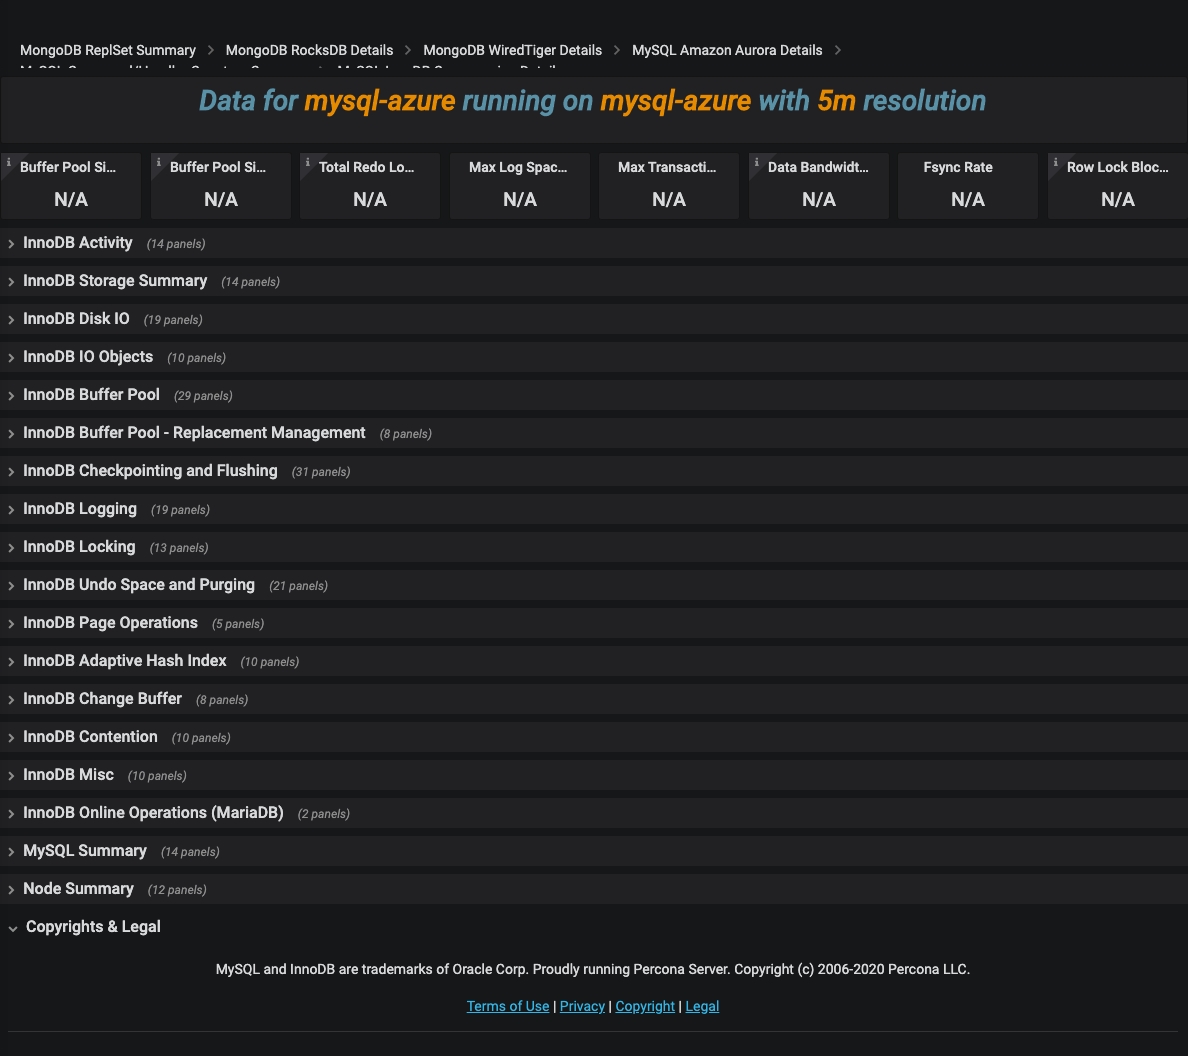 MongoDB ReplSet Summary > MongoDB RocksDB Details > MongoDB WiredTiger Details > MySQL Amazon Aurora Details >
Data for mysql-azure running on mysql-azure with 5m resolution
Buffer Pool Si... Buffer Pool Si... Total Redo Lo... Max Log Spac... Max Transacti... Data Bandwidt... Fsync Rate Row Lock Bloc...
N/A N/A N/A N/A N/A N/A N/A N/A
InnoDB Activity (14 panels)
InnoDB Storage Summary (14 panels)
InnoDB Disk IO (19 panels)
InnoDB IO Objects (10 panels)
InnoDB Buffer Pool (29 panels)
InnoDB Buffer Pool - Replacement Management (8 panels)
InnoDB Checkpointing and Flushing (31 panels)
InnoDB Logging (19 panels)
InnoDB Locking (13 panels)
InnoDB Undo Space and Purging (21 panels)
InnoDB Page Operations (5 panels)
InnoDB Adaptive Hash Index (10 panels)
InnoDB Change Buffer (8 panels)
InnoDB Contention (10 panels)
InnoDB Misc (10 panels)
InnoDB Online Operations (MariaDB) (2 panels)
MySQL Summary (14 panels)
Node Summary (12 panels)
Copyrights & Legal
MySQL and InnoDB are trademarks of Oracle Corp. Proudly running Percona Server. Copyright (c) 2006-2020 Percona LLC.
Terms of Use | Privacy | Copyright | Legal